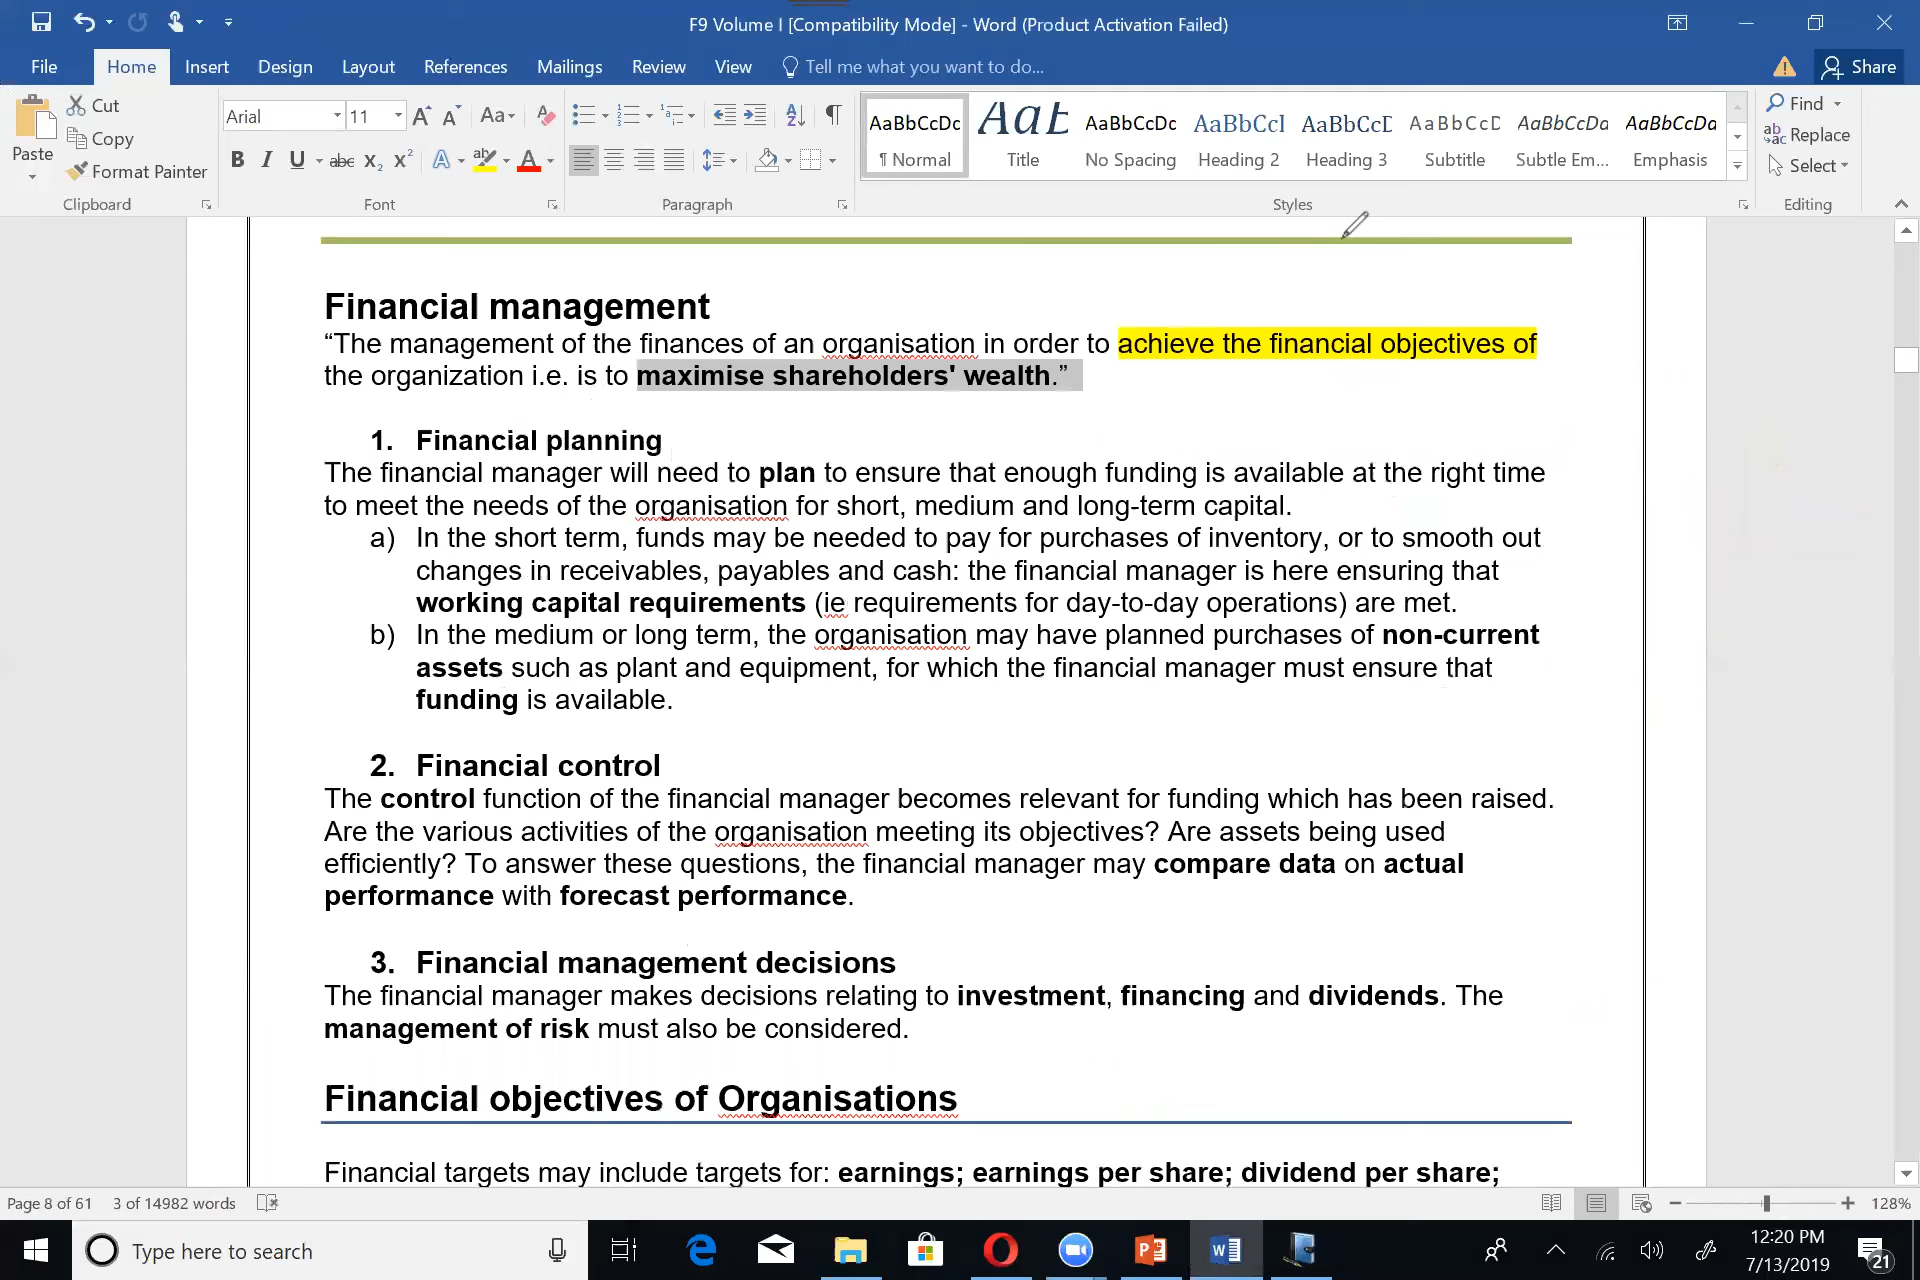 F9 Volume I [Compatibility Mode] - Word (Product Activation Failed)
File Home Insert Design Layout References Mailings Review View Tell me what you want to do... Share
Cut
Copy
Format Painter
Paste
Clipboard
Arial 11
Font
Paragraph
AaBbCcDc AaB AaBbCcDc AaBbCcI AaBbCcD AaBbCcD AaBbCcDa AaBbCcDa
¶ Normal Title No Spacing Heading 2 Heading 3 Subtitle Subtle Em... Emphasis
Styles
Find
Replace
Select
Editing
Financial management
“The management of the finances of an organisation in order to achieve the financial objectives of
the organization i.e. is to maximise shareholders' wealth.”
1. Financial planning
The financial manager will need to plan to ensure that enough funding is available at the right time
to meet the needs of the organisation for short, medium and long-term capital.
a) In the short term, funds may be needed to pay for purchases of inventory, or to smooth out
changes in receivables, payables and cash: the financial manager is here ensuring that
working capital requirements (ie requirements for day-to-day operations) are met.
b) In the medium or long term, the organisation may have planned purchases of non-current
assets such as plant and equipment, for which the financial manager must ensure that
funding is available.
2. Financial control
The control function of the financial manager becomes relevant for funding which has been raised.
Are the various activities of the organisation meeting its objectives? Are assets being used
efficiently? To answer these questions, the financial manager may compare data on actual
performance with forecast performance.
3. Financial management decisions
The financial manager makes decisions relating to investment, financing and dividends. The
management of risk must also be considered.
Financial objectives of Organisations
Financial targets may include targets for: earnings; earnings per share; dividend per share;
Page 8 of 61 3 of 14982 words 128%
Type here to search
12:20 PM
7/13/2019
21